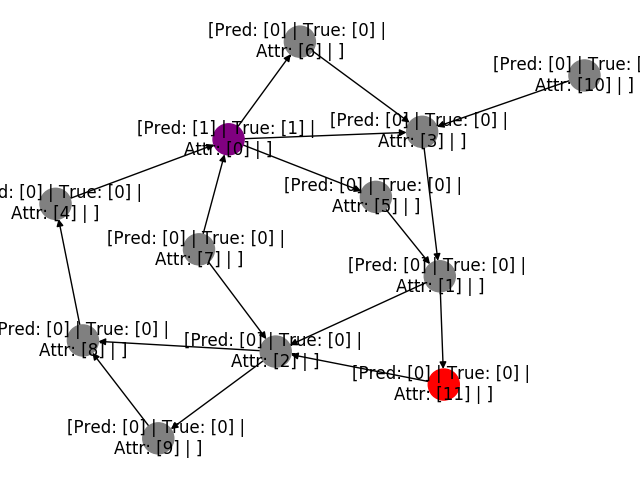 [Pred: [0] | True: [0] |
Attr: [6] | ]
[Pred: [0] | True: [
Attr: [10] | ]
[Pred: [1] | True: [1] |
Attr: [0] | ]
[Pred: [0] | True: [0] |
Attr: [3] | ]
d: [0] | True: [0] |
Attr: [4] | ]
[Pred: [0] | True: [0] |
Attr: [5] | ]
[Pred: [0] | True: [0] |
Attr: [7] | ]
[Pred: [0] | True: [0] |
Attr: [1] | ]
Pred: [0] | True: [0] |
Attr: [8] | ]
[Pred: [0] | True: [0] |
Attr: [2] | ]
[Pred: [0] | True: [0] |
Attr: [11] | ]
[Pred: [0] | True: [0] |
Attr: [9] | ]